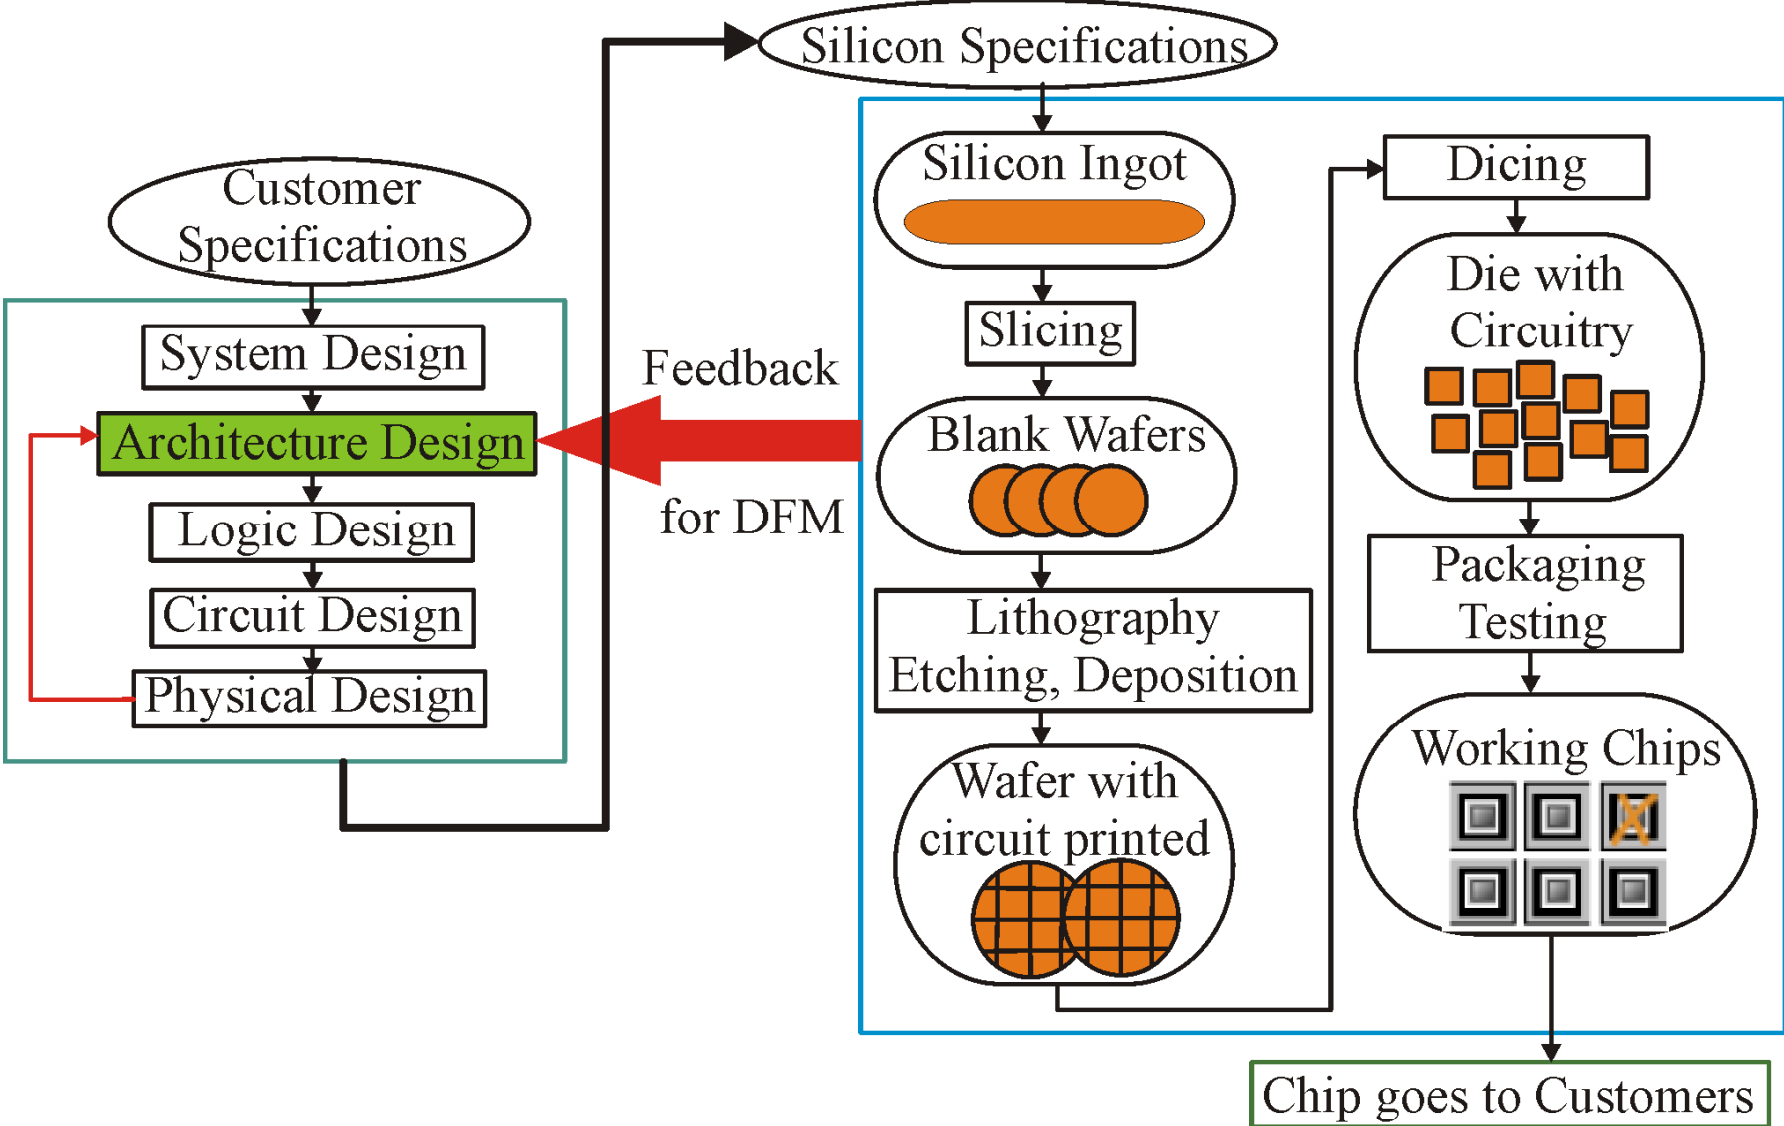 Silicon Specifications
Customer
Specifications
System Design
Architecture Design
Logic Design
Circuit Design
Physical Design
Feedback
for DFM
Silicon Ingot
Slicing
Blank Wafers
Lithography
Etching, Deposition
Wafer with
circuit printed
Dicing
Die with
Circuitry
Packaging
Testing
Working Chips
Chip goes to Customers